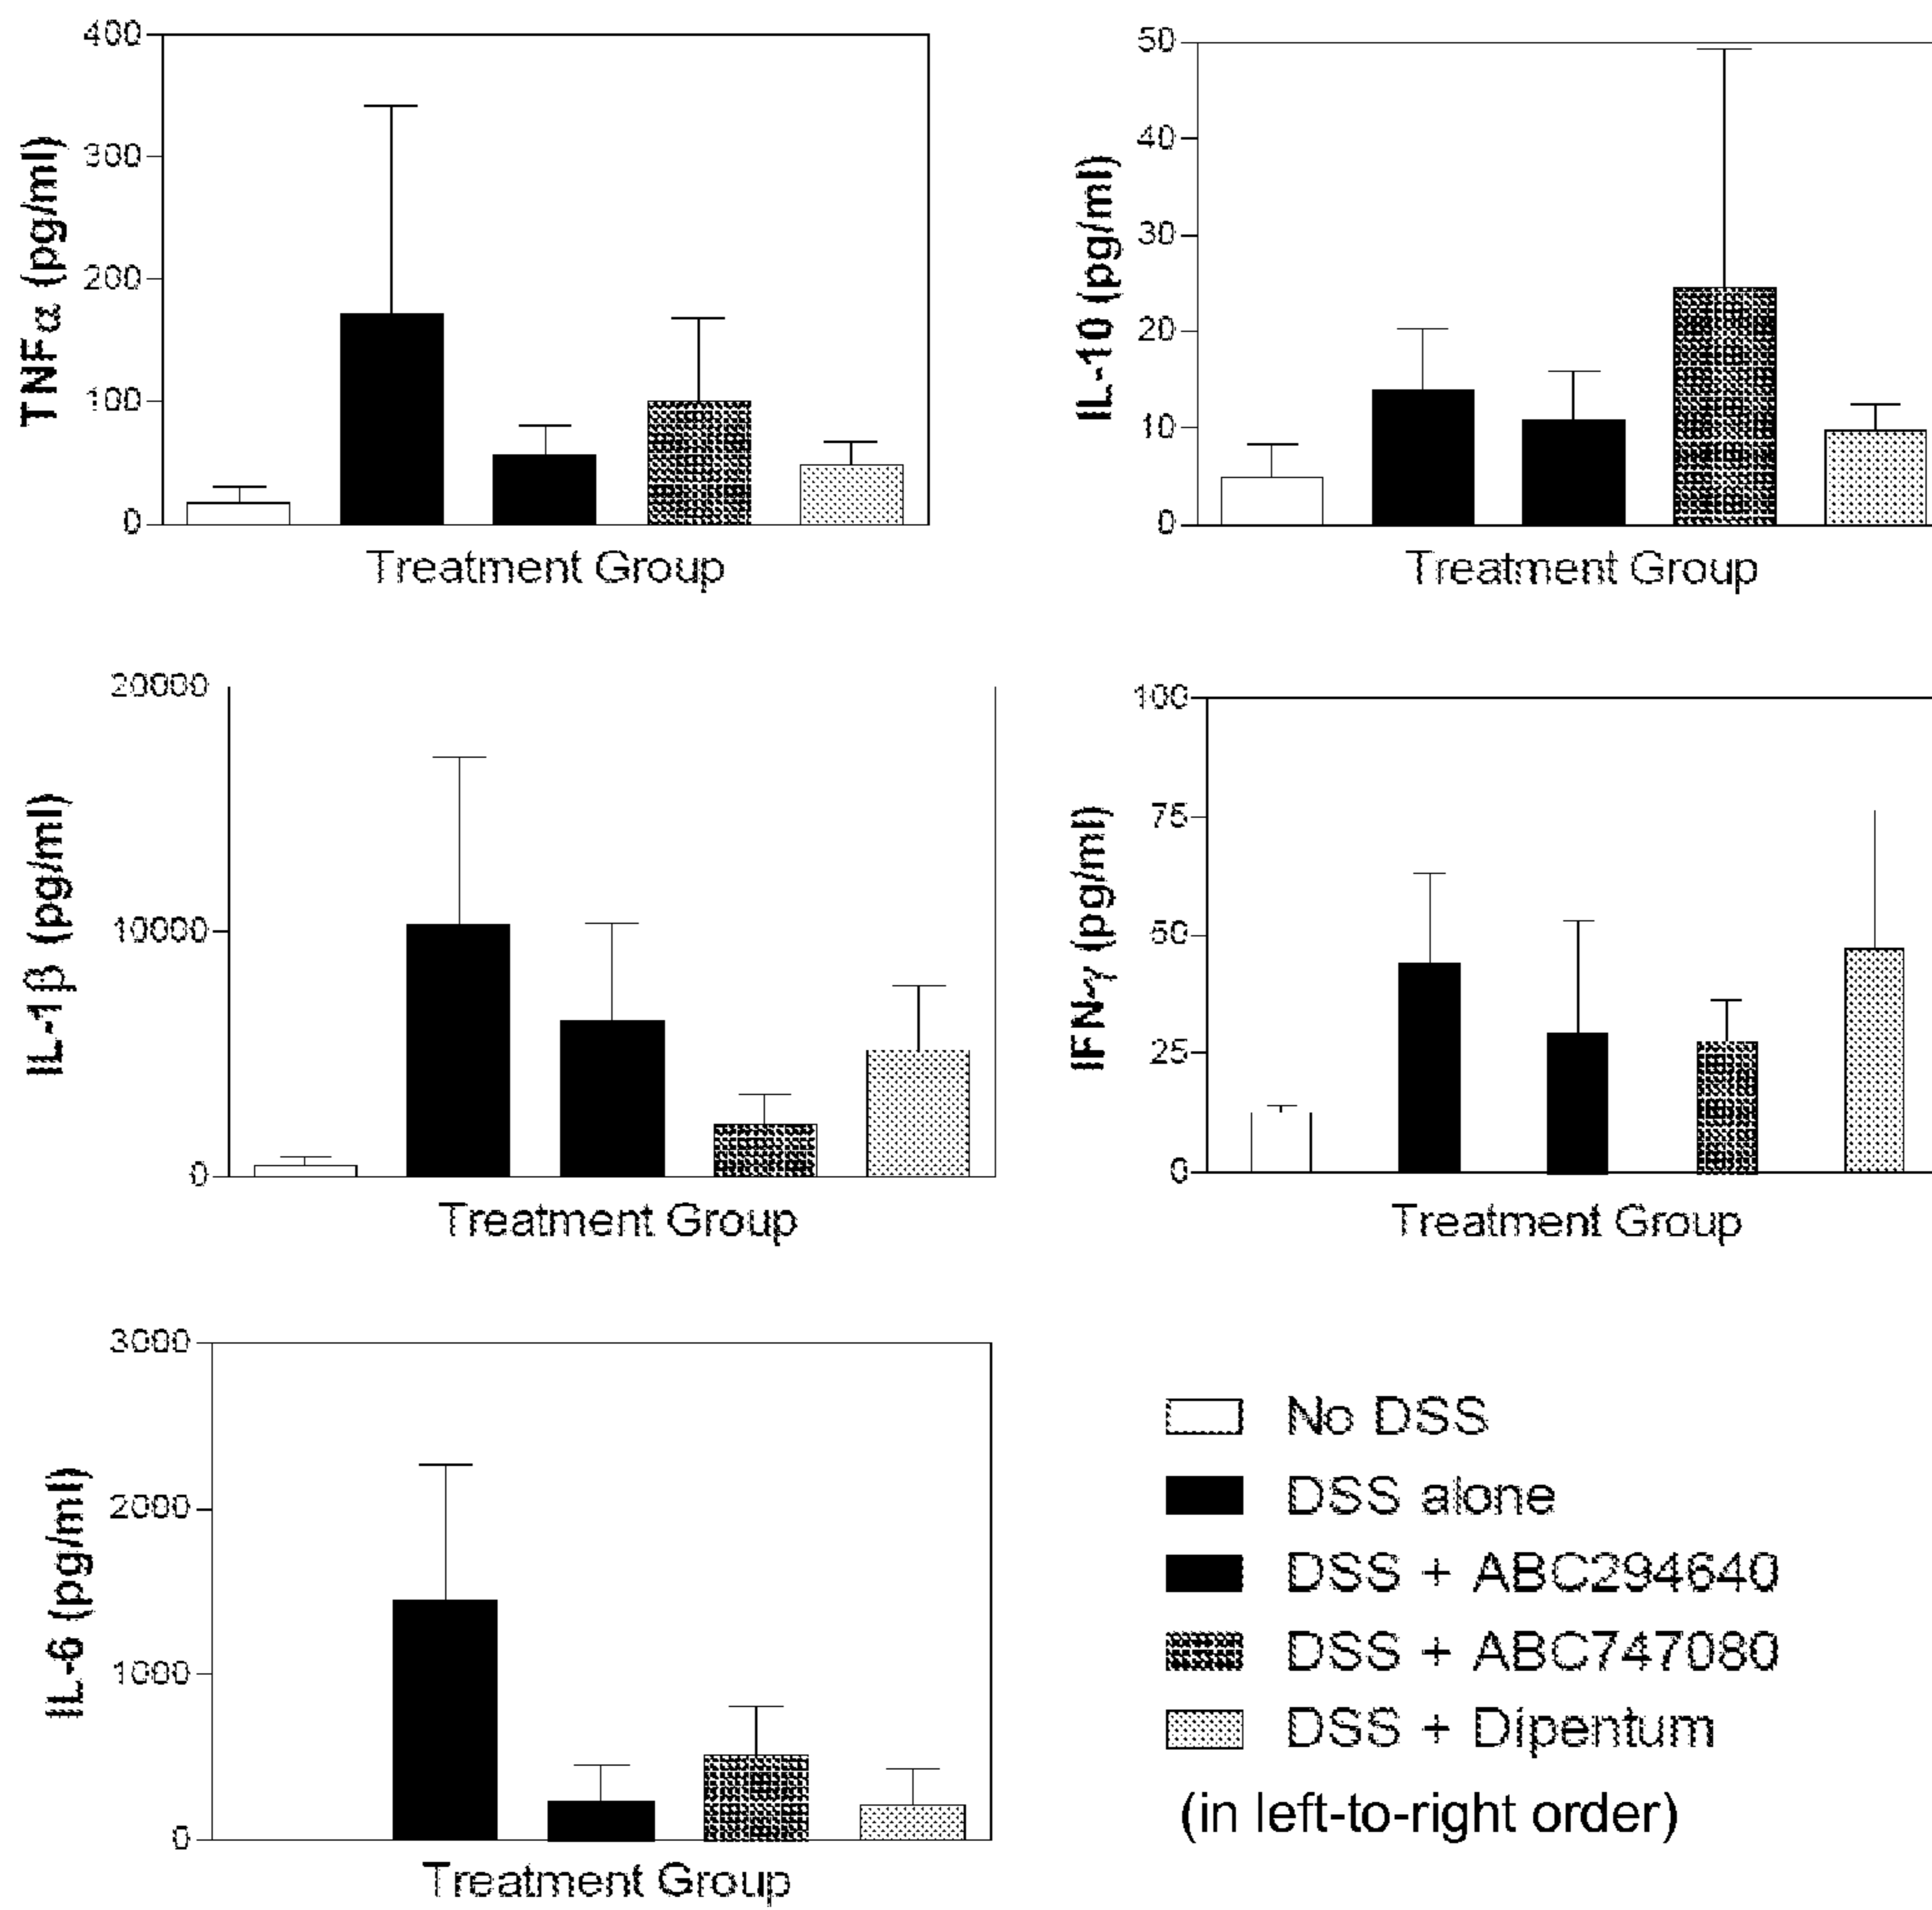 400
300
200
100
0
TNFα (pg/ml)
Treatment Group
50
40
30
20
10
0
IL-10 (pg/ml)
Treatment Group
20000
10000
0
IL-1β (pg/ml)
Treatment Group
100
75
50
25
0
IFN-γ (pg/ml)
Treatment Group
3000
2000
1000
0
IL-6 (pg/ml)
Treatment Group
No DSS
DSS alone
DSS + ABC294640
DSS + ABC747080
DSS + Dipentum
(in left-to-right order)